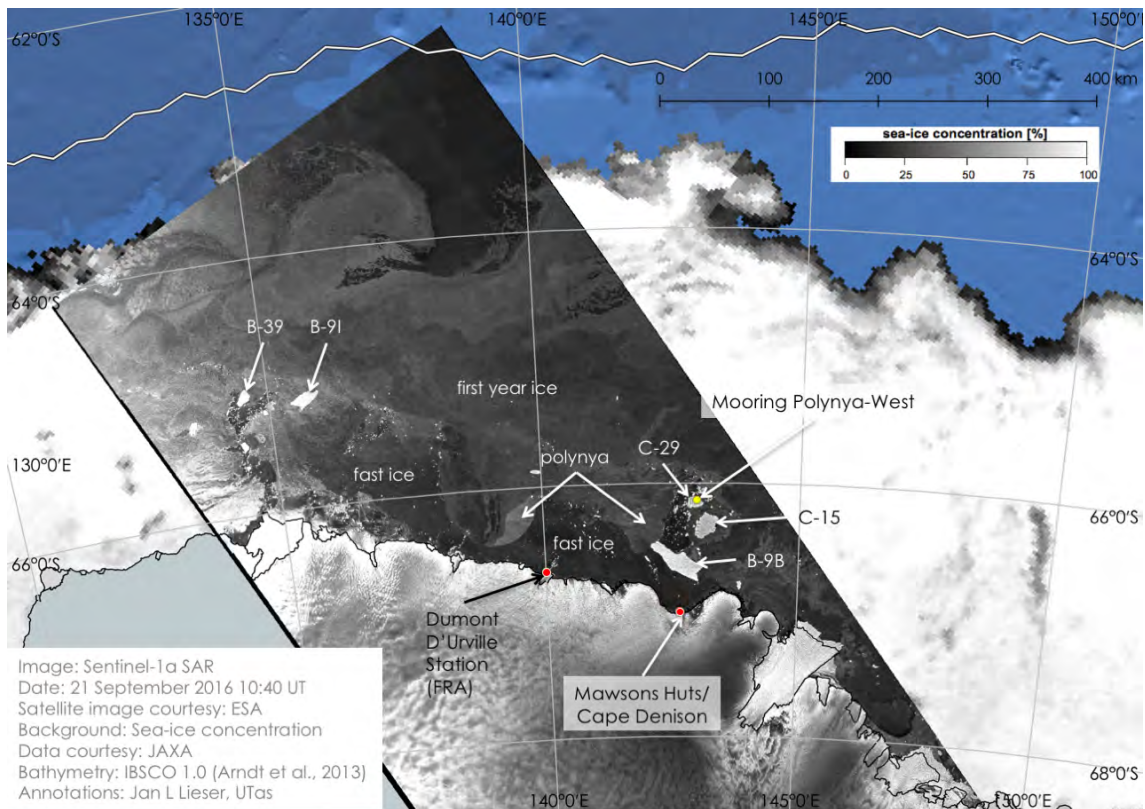 135°0'E
140°0'E
145°0'E
150°0'E
62°0'S
0 100 200 300 400 km
sea-ice concentration [%]
0 25 50 75 100
64°0'S
64°0'S
B-39
B-9I
first year ice
Mooring Polynya-West
C-29
polynya
130°0'E
fast ice
C-15
66°0'S
fast ice
B-9B
66°0'S
Dumont
D'Urville
Station
(FRA)
Mawsons Huts/
Cape Denison
Image: Sentinel-1a SAR
Date: 21 September 2016 10:40 UT
Satellite image courtesy: ESA
Background: Sea-ice concentration
Data courtesy: JAXA
Bathymetry: IBSCO 1.0 (Arndt et al., 2013)
Annotations: Jan L Lieser, UTas
68°0'S
140°0'E
145°0'E
150°0'E